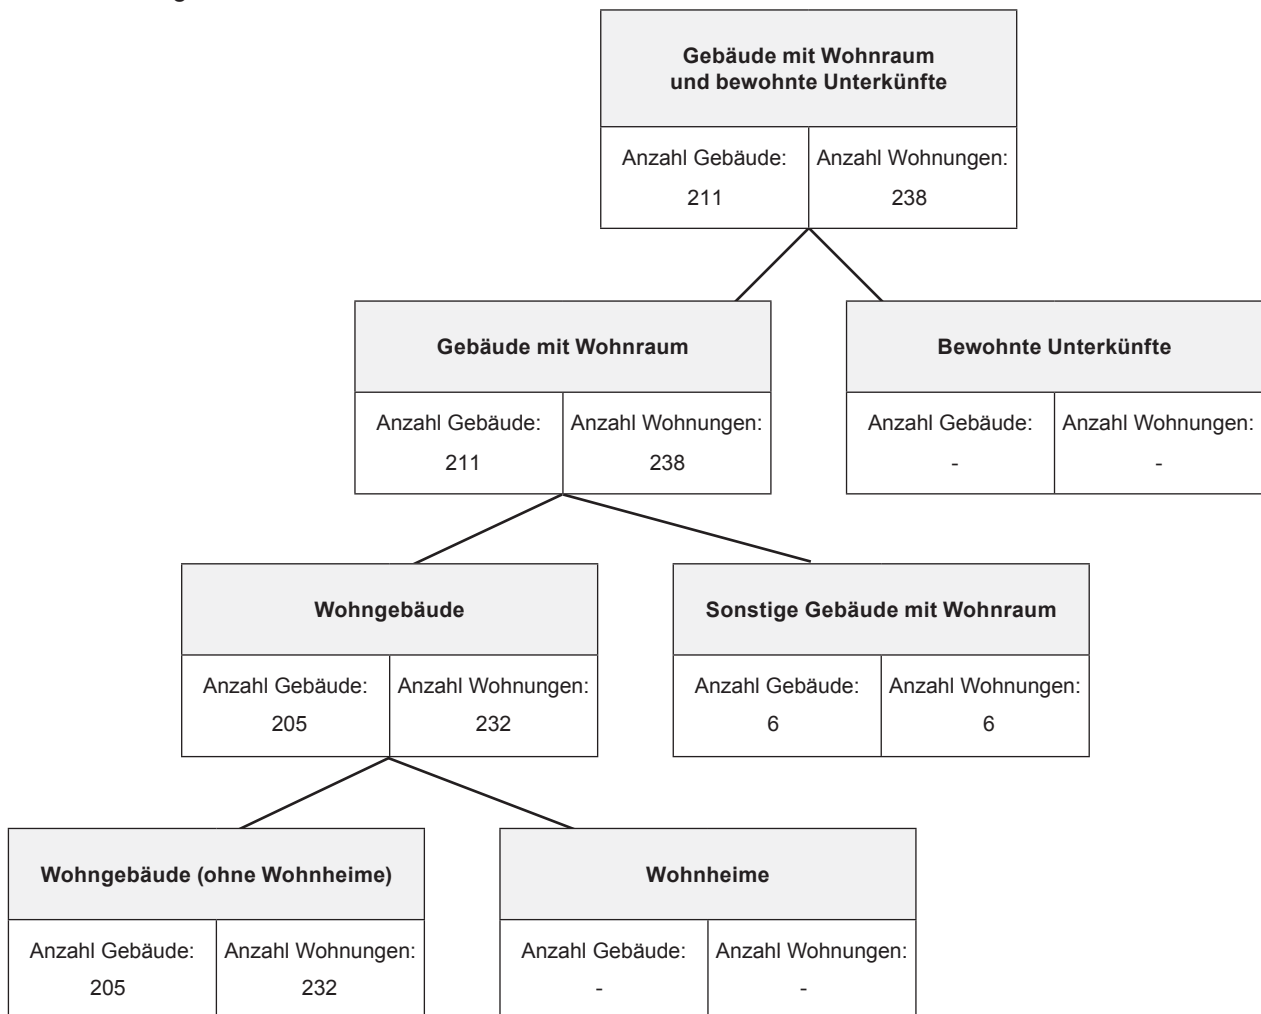 Gebäude mit Wohnraum
und bewohnte Unterkünfte
Anzahl Gebäude: Anzahl Wohnungen:
211 238
Gebäude mit Wohnraum
Anzahl Gebäude: Anzahl Wohnungen:
211 238
Bewohnte Unterkünfte
Anzahl Gebäude: Anzahl Wohnungen:
- -
Wohngebäude
Anzahl Gebäude: Anzahl Wohnungen:
205 232
Sonstige Gebäude mit Wohnraum
Anzahl Gebäude: Anzahl Wohnungen:
6 6
Wohngebäude (ohne Wohnheime)
Anzahl Gebäude: Anzahl Wohnungen:
205 232
Wohnheime
Anzahl Gebäude: Anzahl Wohnungen:
- -